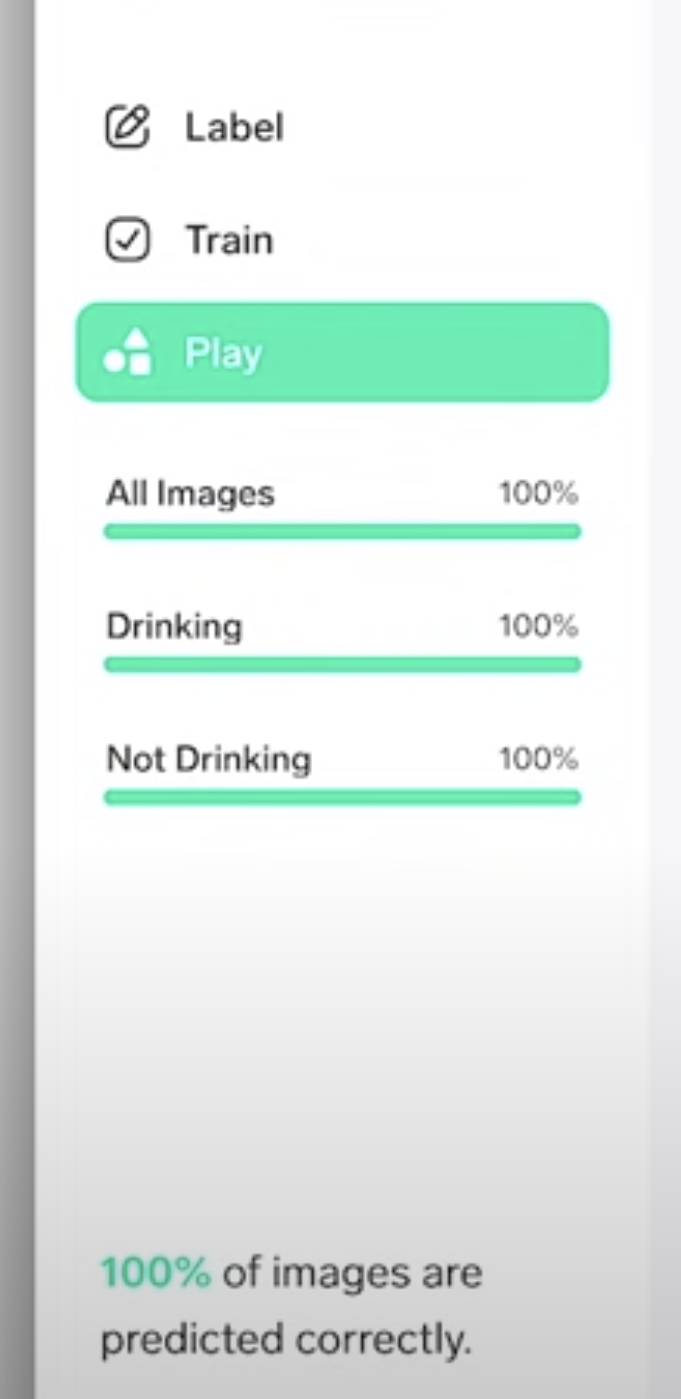 Label
Train
Play
All Images 100%
Drinking 100%
Not Drinking 100%
100% of images are
predicted correctly.